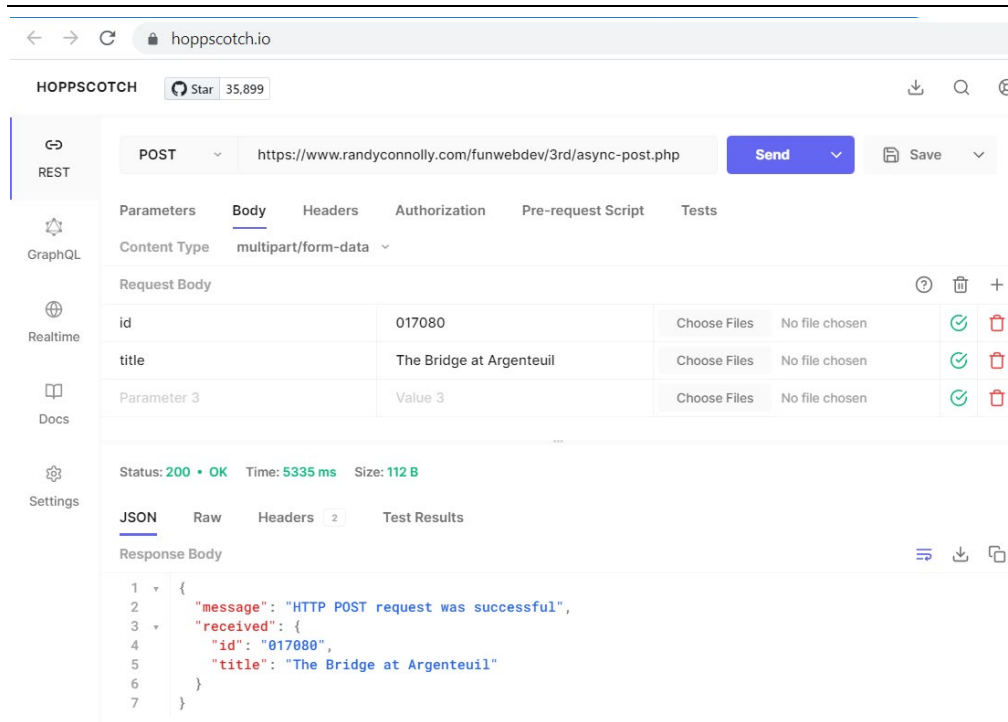 hoppscotch.io
HOPPSCOTCH Star 35,899
REST
GraphQL
Realtime
Docs
Settings
POST https://www.randyconnolly.com/funwebdev/3rd/async-post.php Send Save
Parameters Body Headers Authorization Pre-request Script Tests
Content Type multipart/form-data
Request Body
id 017080 Choose Files No file chosen
title The Bridge at Argenteuil Choose Files No file chosen
Parameter 3 Value 3 Choose Files No file chosen
Status: 200 • OK Time: 5335 ms Size: 112 B
JSON Raw Headers 2 Test Results
Response Body
1 {
2 "message": "HTTP POST request was successful",
3 "received": {
4 "id": "017080",
5 "title": "The Bridge at Argenteuil"
6 }
7 }